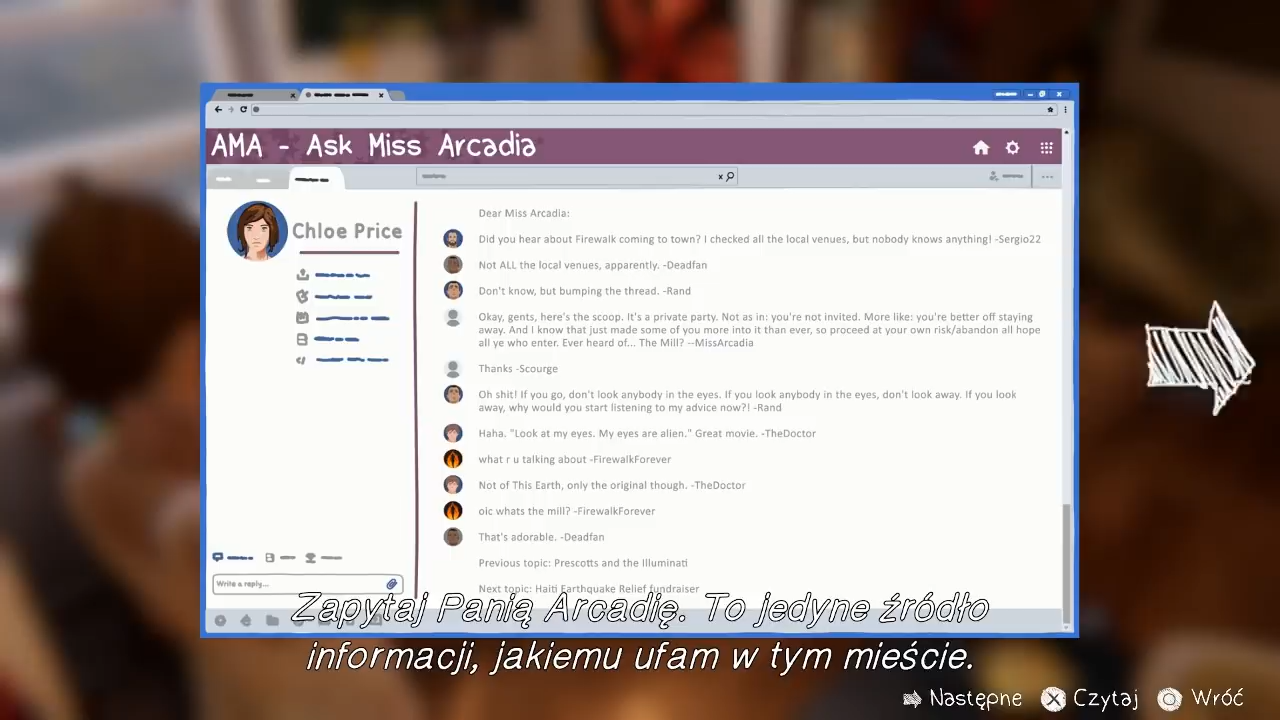 AMA - Ask Miss Arcadia
Chloe Price
Dear Miss Arcadia:
Did you hear about Firewalk coming to town? I checked all the local venues, but nobody knows anything! -Sergio22
Not ALL the local venues, apparently. -Deadfan
Don't know, but bumping the thread. -Rand
Okay, gents, here's the scoop. It's a private party. Not as in: you're not invited. More like: you're better off staying
away. And I know that just made some of you more into it than ever, so proceed at your own risk/abandon all hope
all ye who enter. Ever heard of... The Mill? --MissArcadia
Thanks -Scourge
Oh shit! If you go, don't look anybody in the eyes. If you look anybody in the eyes, don't look away. If you look
away, why would you start listening to my advice now?! -Rand
Haha. "Look at my eyes. My eyes are alien." Great movie. -TheDoctor
what r u talking about -FirewalkForever
Not of This Earth, only the original though. -TheDoctor
oic whats the mill? -FirewalkForever
That's adorable. -Deadfan
Previous topic: Prescotts and the Illuminati
Next topic: Haiti Earthquake Relief fundraiser
Write a reply...
Zapytaj Panią Arcadię. To jedyne źródło
informacji, jakiemu ufam w tym mieście.
Następne
Czytaj
Wróć